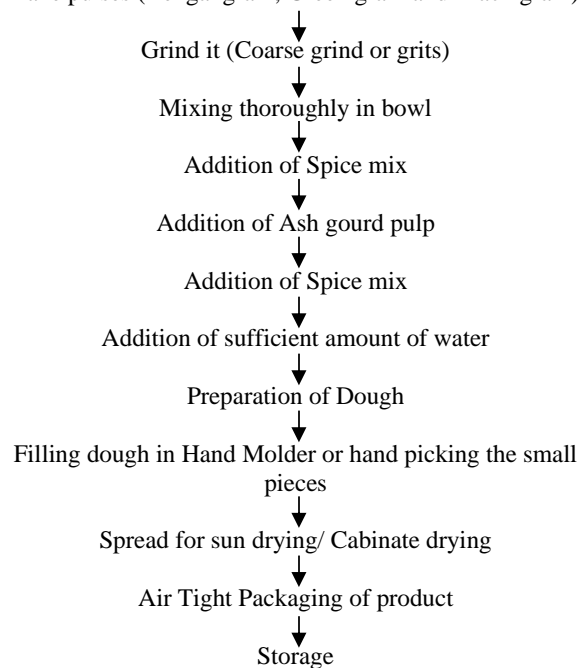 pulses
Grind it (Coarse grind or grits)
Mixing thoroughly in bowl
Addition of Spice mix
Addition of Ash gourd pulp
Addition of Spice mix
Addition of sufficient amount of water
Preparation of Dough
Filling dough in Hand Molder or hand picking the small
pieces
Spread for sun drying/ Cabinate drying
Air Tight Packaging of product
Storage